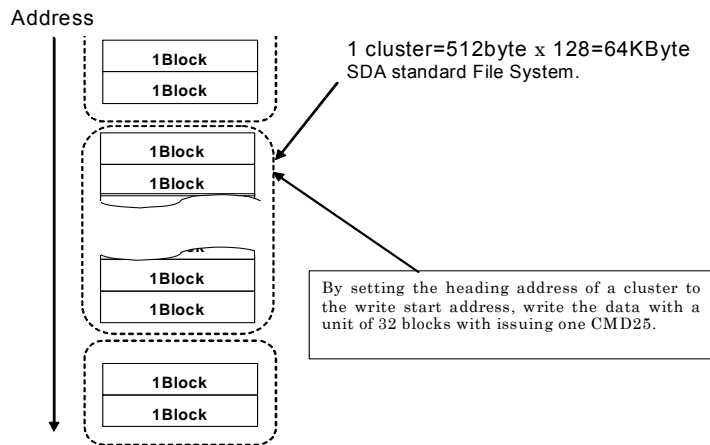 Address
1Block
1Block
1 cluster=512byte x 128=64KByte
SDA standard File System.
1Block
1Block
1Block
1Block
By setting the heading address of a cluster to
the write start address, write the data with a
unit of 32 blocks with issuing one CMD25.
1Block
1Block